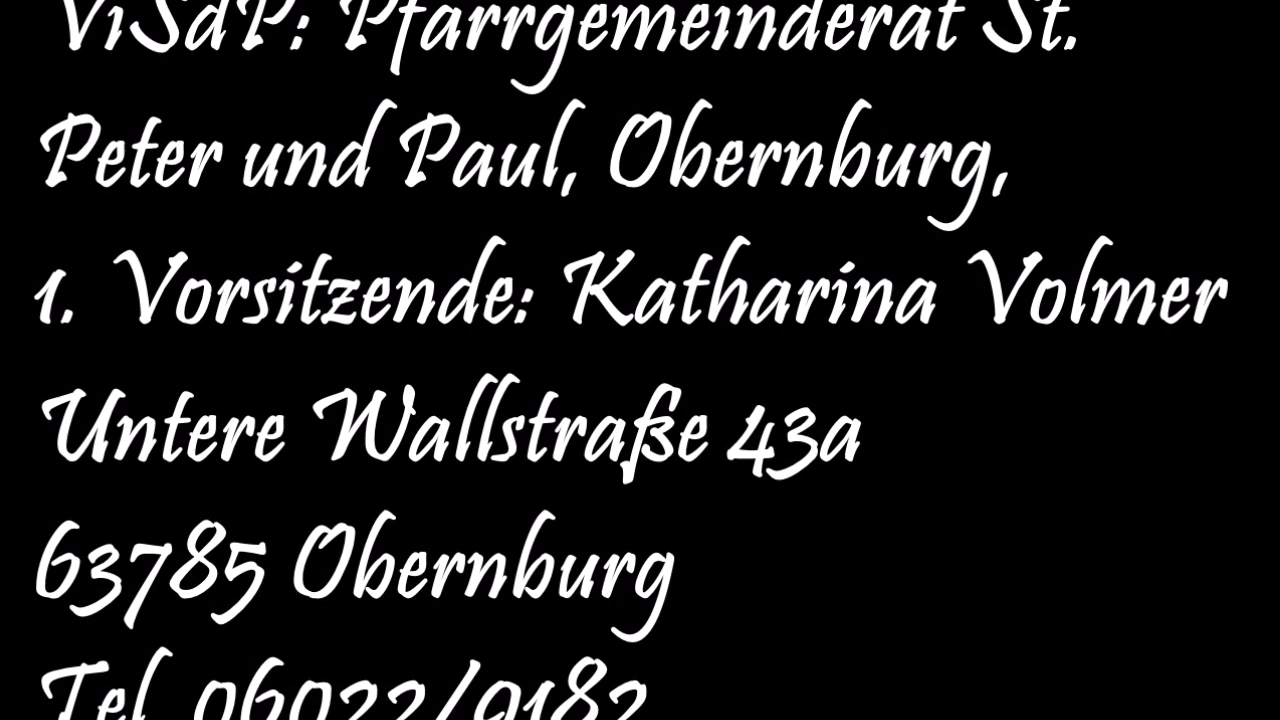 ViSdP: Pfarrgemeinderat St.
Peter und Paul, Obernburg,
1. Vorsitzende: Katharina Volmer
Untere Wallstraße 43a
63785 Obernburg
Tel. 06022/9182